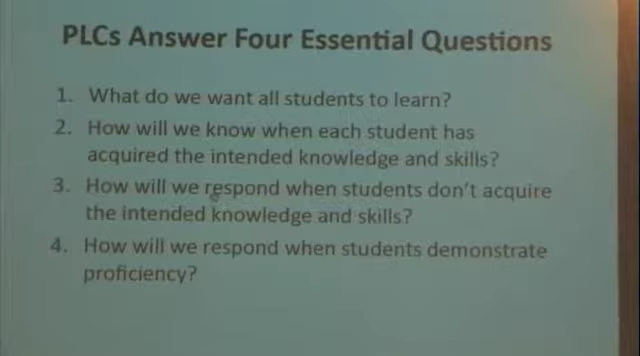 PLCs Answer Four Essential Questions
1. What do we want all students to learn?
2. How will we know when each student has
acquired the intended knowledge and skills?
3. How will we respond when students don't acquire
the intended knowledge and skills?
4. How will we respond when students demonstrate
proficiency?